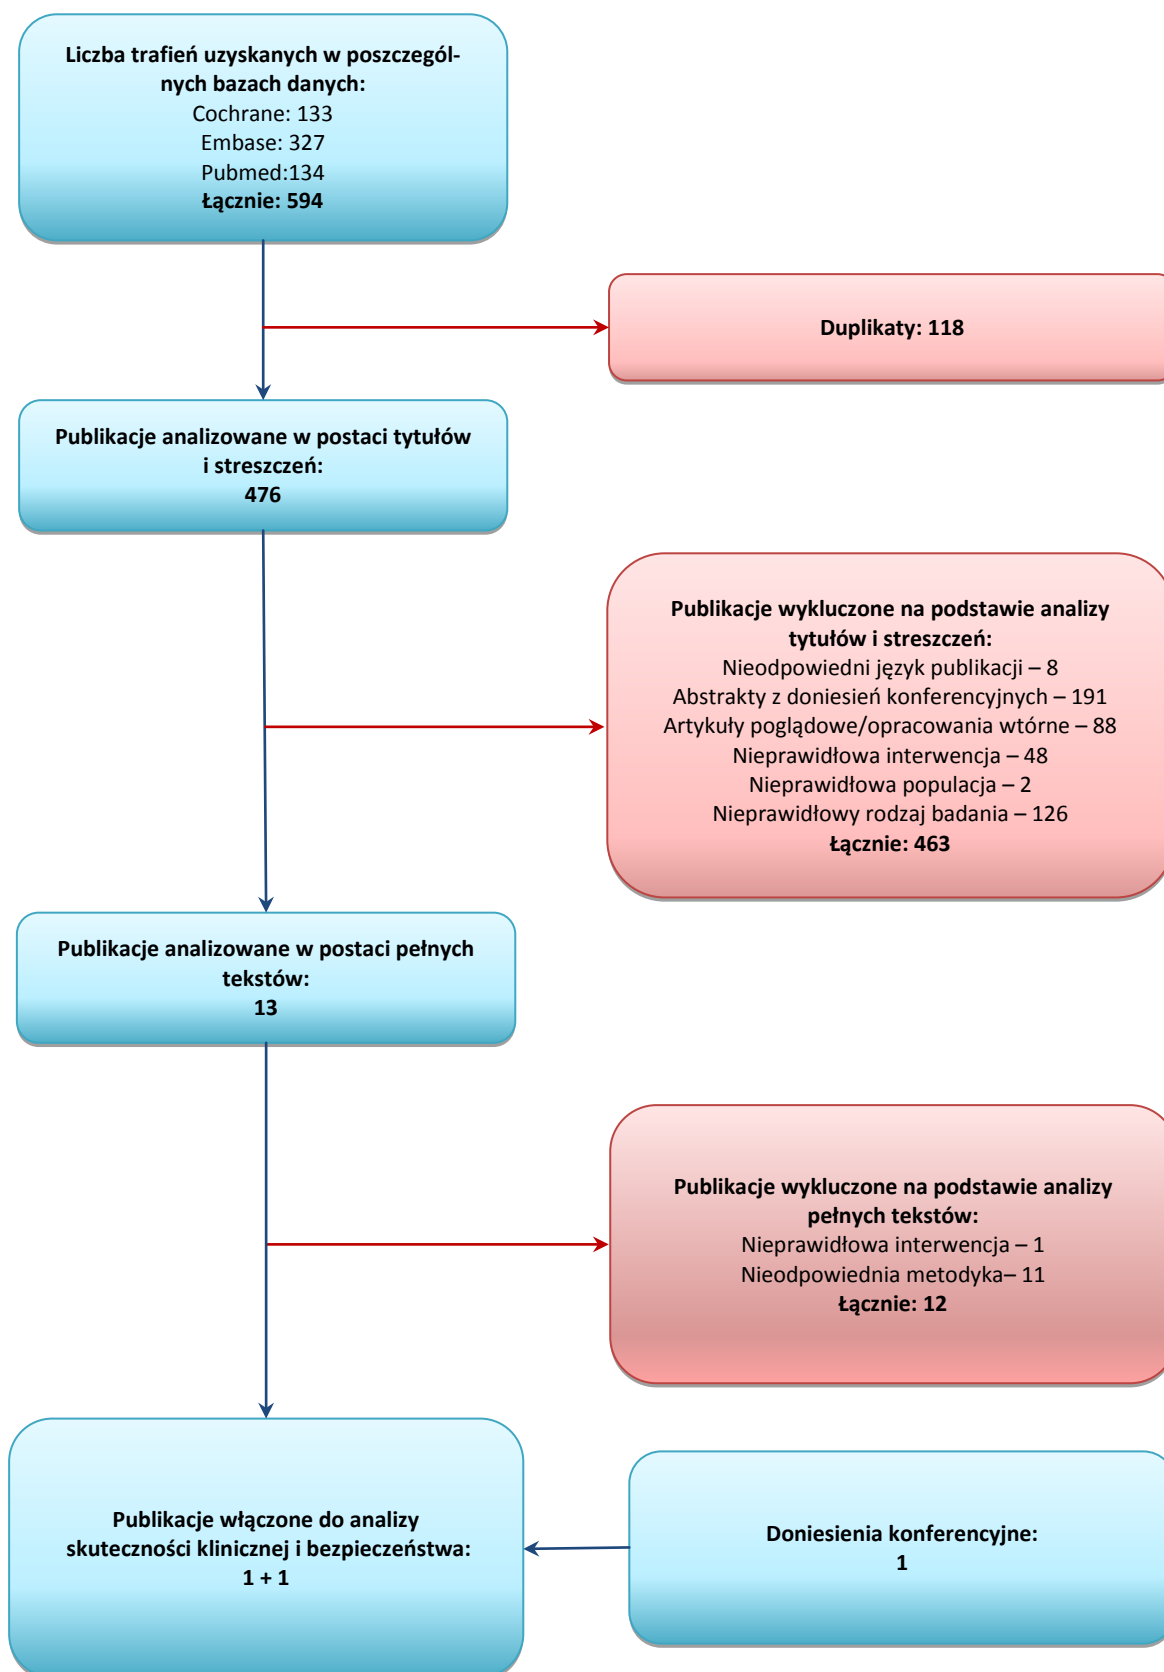 Liczba trafień uzyskanych w poszczegól-
nych bazach danych:
Cochrane: 133
Embase: 327
Pubmed:134
Łącznie: 594
Duplikaty: 118
Publikacje analizowane w postaci tytułów
i streszczeń:
476
Publikacje wykluczone na podstawie analizy
tytułów i streszczeń:
Nieodpowiedni język publikacji – 8
Abstrakty z doniesień konferencyjnych – 191
Artykuły poglądowe/opracowania wtórne – 88
Nieprawidłowa interwencja – 48
Nieprawidłowa populacja – 2
Nieprawidłowy rodzaj badania – 126
Łącznie: 463
Publikacje analizowane w postaci pełnych
tekstów:
13
Publikacje wykluczone na podstawie analizy
pełnych tekstów:
Nieprawidłowa interwencja – 1
Nieodpowiednia metodyka– 11
Łącznie: 12
Publikacje włączone do analizy
skuteczności klinicznej i bezpieczeństwa:
1 + 1
Doniesienia konferencyjne:
1